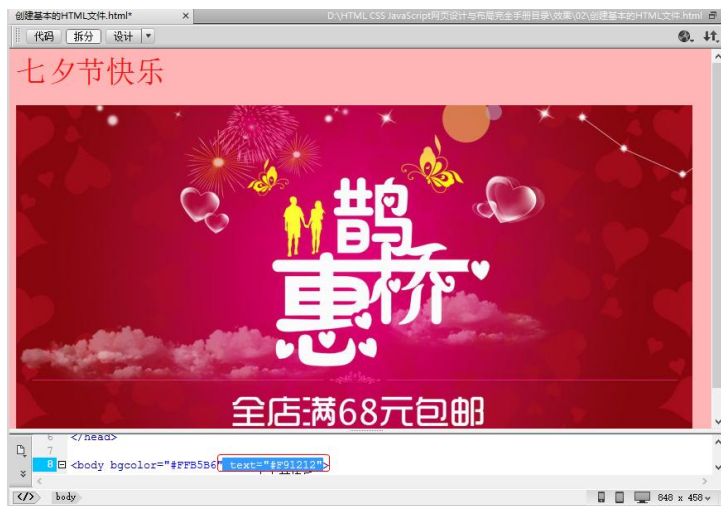 创建基本的HTML文件.html* ×
D:\HTML CSS JavaScript网页设计与布局完全手册目录\效果\02\创建基本的HTML文件.html
代码 拆分 设计
七夕节快乐
鹊
惠桥
全店满68元包邮
6 </head>
7
8 <body bgcolor="#FFB5B6" text="#F91212">
</> body 848 x 458